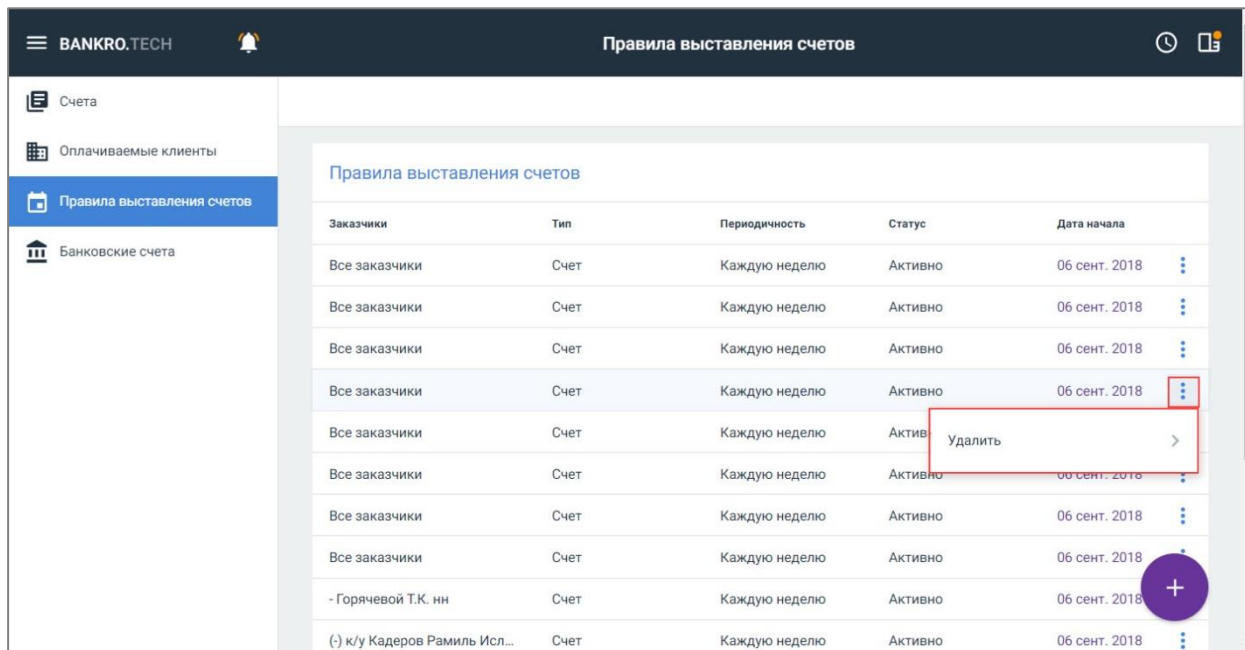 BANKRO.TECH Правила выставления счетов
Счета
Оплачиваемые клиенты
Правила выставления счетов
Банковские счета
Правила выставления счетов
Заказчики Тип Периодичность Статус Дата начала
Все заказчики Счет Каждую неделю Активно 06 сент. 2018
Все заказчики Счет Каждую неделю Активно 06 сент. 2018
Все заказчики Счет Каждую неделю Активно 06 сент. 2018
Все заказчики Счет Каждую неделю Активно 06 сент. 2018
Все заказчики Счет Каждую неделю Актив
Удалить
Все заказчики Счет Каждую неделю Активно 06 сент. 2018
Все заказчики Счет Каждую неделю Активно 06 сент. 2018
Все заказчики Счет Каждую неделю Активно 06 сент. 2018
- Горячевой Т.К. нн Счет Каждую неделю Активно 06 сент. 2018
(-) к/у Кадеров Рамиль Исл... Счет Каждую неделю Активно 06 сент. 2018